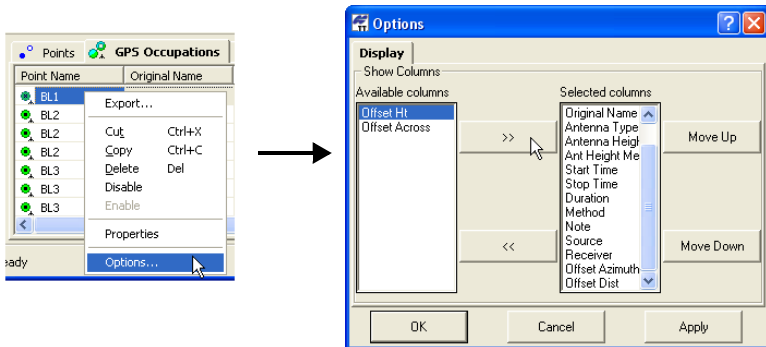 Points GPS Occupations
Point Name Original Name
BL1
BL2
BL2
BL2
BL3
BL3
BL3
Export...
Cut Ctrl+X
Copy Ctrl+C
Delete Del
Disable
Enable
Properties
Options...
eady
Options
Display
Show Columns
Available columns
Offset Ht
Offset Across
>>
<<
Selected columns
Original Name
Antenna Type
Antenna Heigh
Ant Height Me
Start Time
Stop Time
Duration
Method
Note
Source
Receiver
Offset Azimuth
Offset Dist
Move Up
Move Down
OK Cancel Apply